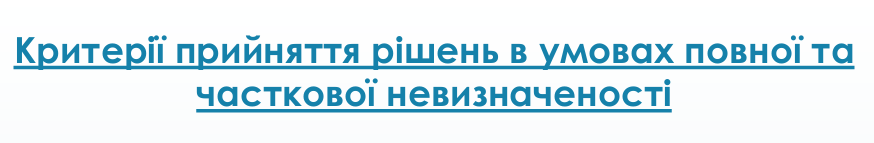 Критерії прийняття рішень в умовах повної та
часткової невизначеності